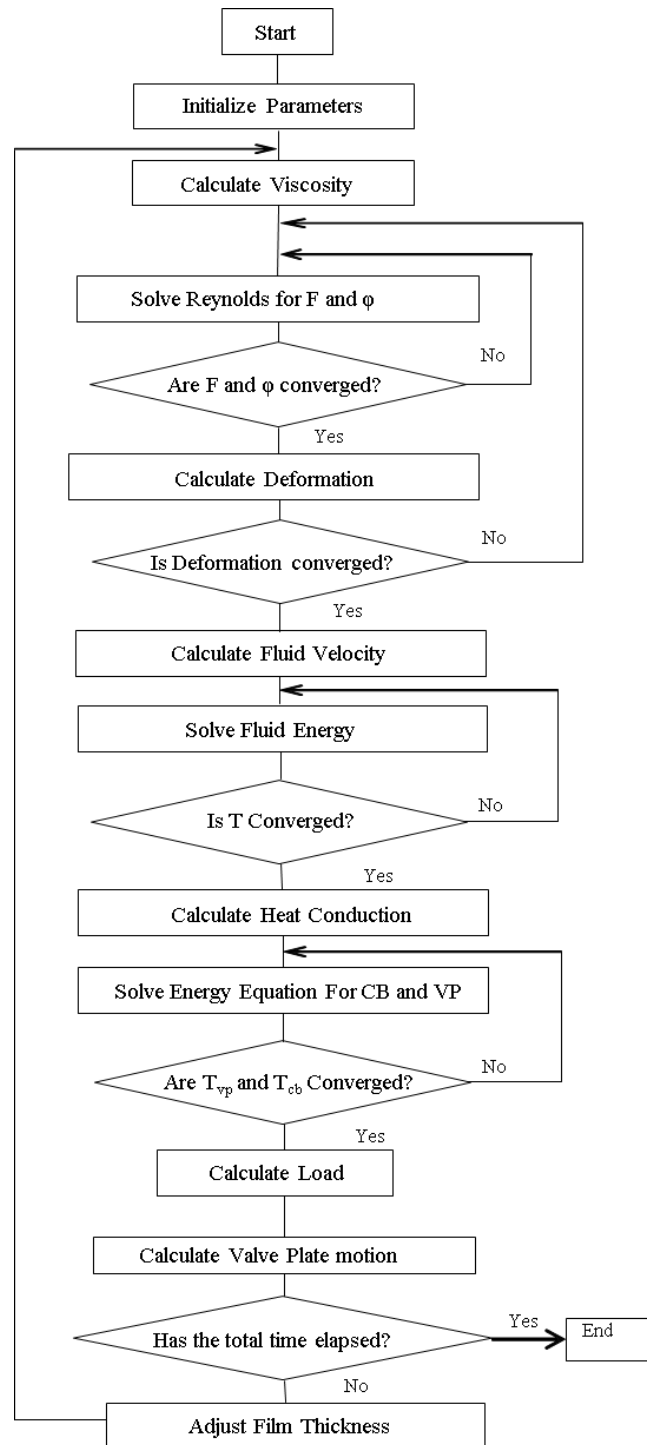 Start
Initialize Parameters
Calculate Viscosity
Solve Reynolds for F and φ
No
Are F and φ converged?
Yes
Calculate Deformation
No
Is Deformation converged?
Yes
Calculate Fluid Velocity
Solve Fluid Energy
No
Is T Converged?
Yes
Calculate Heat Conduction
Solve Energy Equation For CB and VP
No
Are Tvp and Tcb Converged?
Yes
Calculate Load
Calculate Valve Plate motion
Yes
End
Has the total time elapsed?
No
Adjust Film Thickness